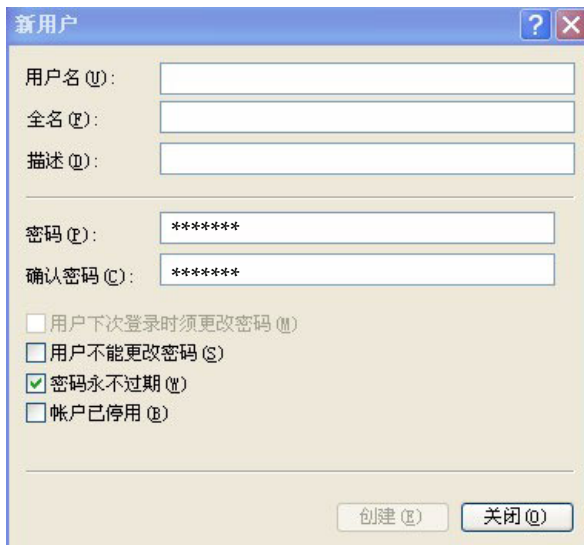 新用户
用户名(U):
全名(F):
描述(D):
密码(P): *******
确认密码(C): *******
用户下次登录时须更改密码(M)
用户不能更改密码(S)
密码永不过期(W)
帐户已停用(B)
创建(E) 关闭(O)